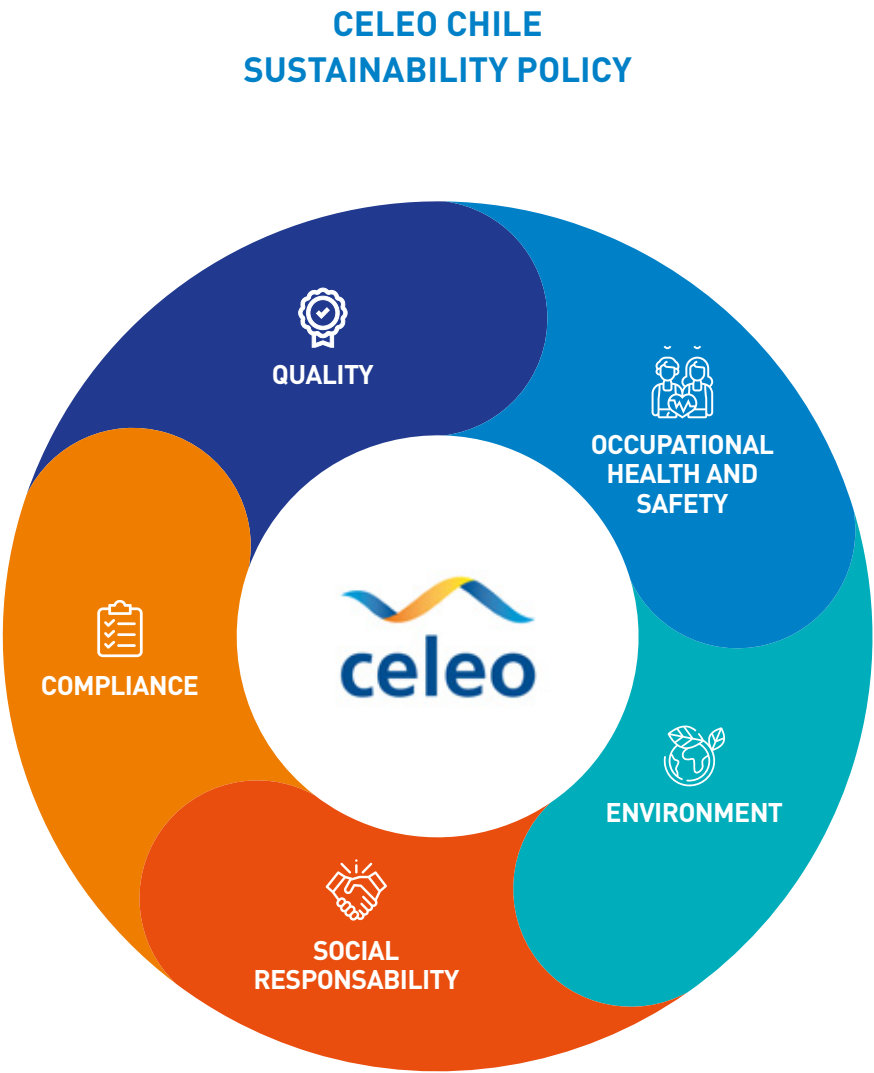 CELEO CHILE
SUSTAINABILITY POLICY
QUALITY
OCCUPATIONAL
HEALTH AND
SAFETY
COMPLIANCE
celeo
ENVIRONMENT
SOCIAL
RESPONSABILITY